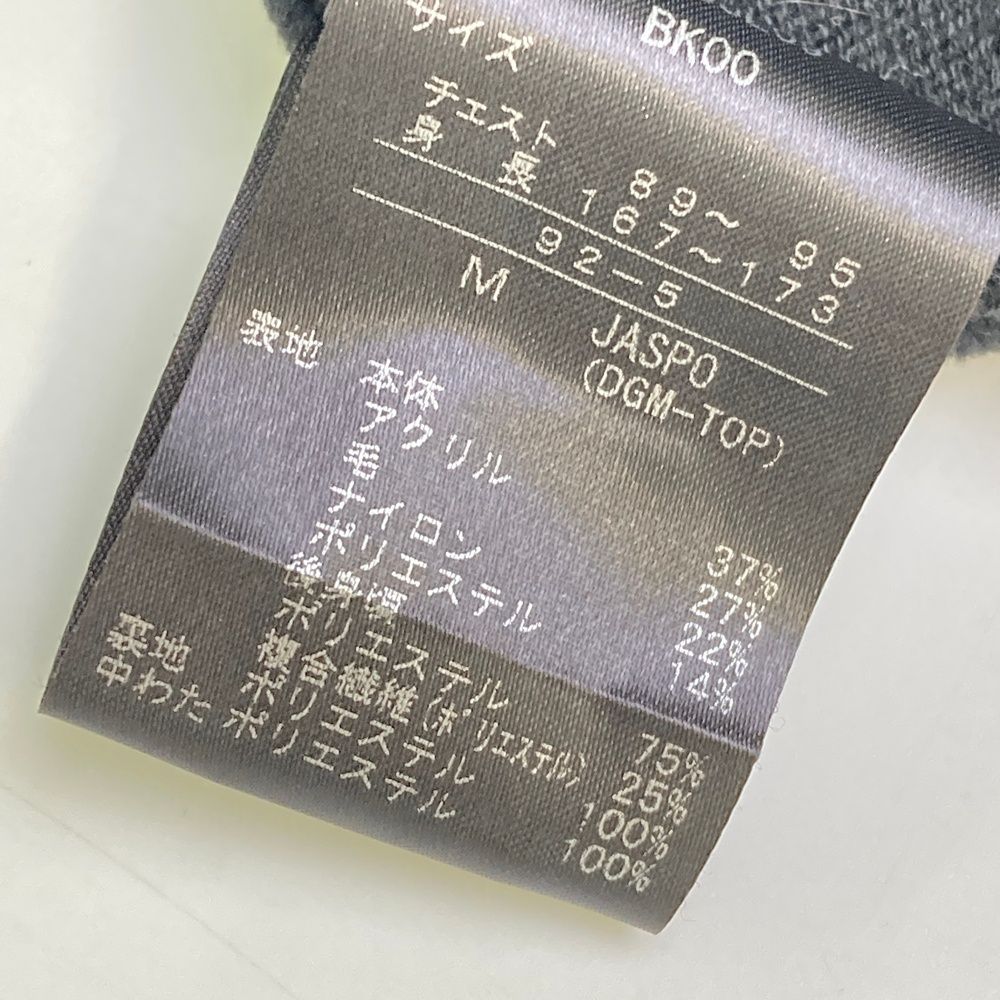 BK00
サイズ
チェスト 89~ 95
身 長 167~173
92-5
M JASPO
(DGM-TOP)
表地 本体
アクリル 37%
毛 27%
ナイロン 22%
ポリエステル 14%
後身頃
ポリエステル 75%
複合繊維(ポリエステル) 25%
裏地 ポリエステル 100%
中わた ポリエステル 100%